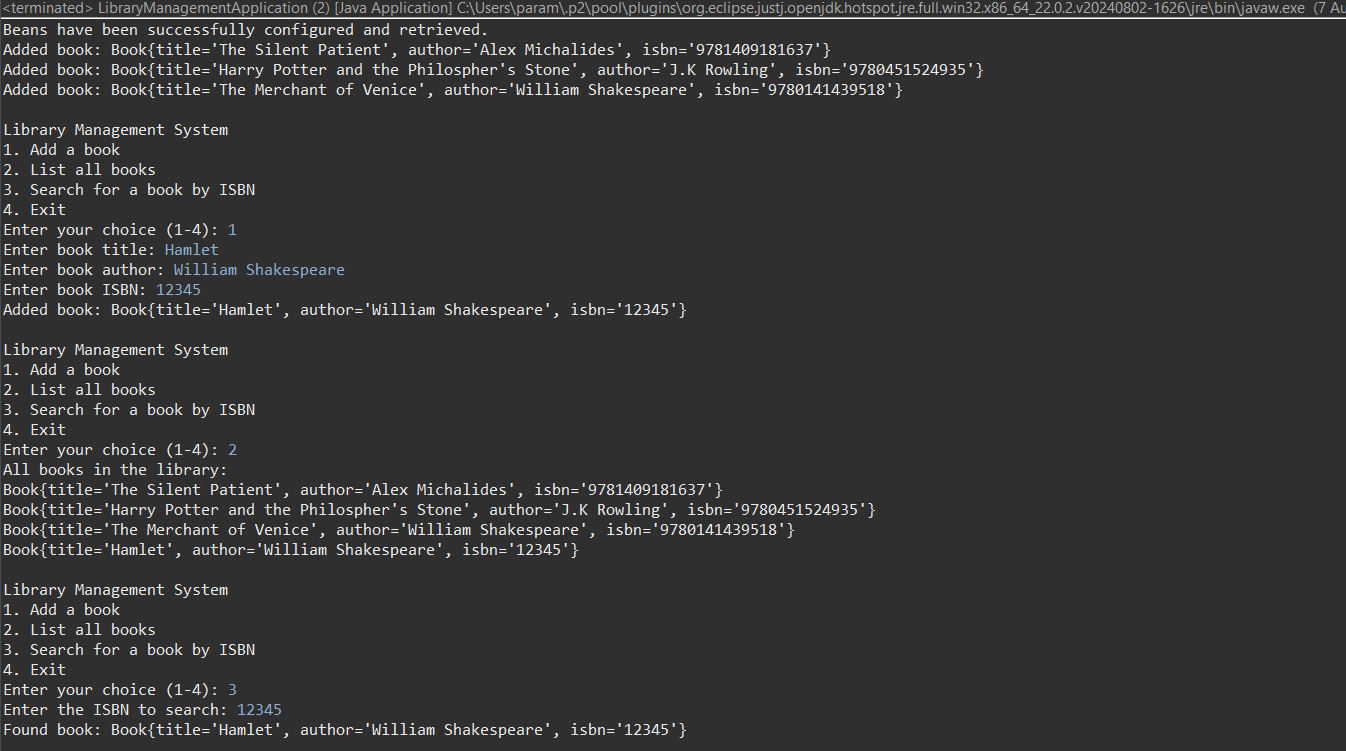 <terminated> LibraryManagementApplication (2) [Java Application] C:\Users\param\.p2\pool\plugins\org.eclipse.justj.openjdk.hotspot.jre.full.win32.x86_64_22.0.2.v20240802-1626\jre\bin\javaw.exe (7 Au
Beans have been successfully configured and retrieved.
Added book: Book{title='The Silent Patient', author='Alex Michalides', isbn='9781409181637'}
Added book: Book{title='Harry Potter and the Philospher's Stone', author='J.K Rowling', isbn='9780451524935'}
Added book: Book{title='The Merchant of Venice', author='William Shakespeare', isbn='9780141439518'}

Library Management System
1. Add a book
2. List all books
3. Search for a book by ISBN
4. Exit
Enter your choice (1-4): 1
Enter book title: Hamlet
Enter book author: William Shakespeare
Enter book ISBN: 12345
Added book: Book{title='Hamlet', author='William Shakespeare', isbn='12345'}

Library Management System
1. Add a book
2. List all books
3. Search for a book by ISBN
4. Exit
Enter your choice (1-4): 2
All books in the library:
Book{title='The Silent Patient', author='Alex Michalides', isbn='9781409181637'}
Book{title='Harry Potter and the Philospher's Stone', author='J.K Rowling', isbn='9780451524935'}
Book{title='The Merchant of Venice', author='William Shakespeare', isbn='9780141439518'}
Book{title='Hamlet', author='William Shakespeare', isbn='12345'}

Library Management System
1. Add a book
2. List all books
3. Search for a book by ISBN
4. Exit
Enter your choice (1-4): 3
Enter the ISBN to search: 12345
Found book: Book{title='Hamlet', author='William Shakespeare', isbn='12345'}